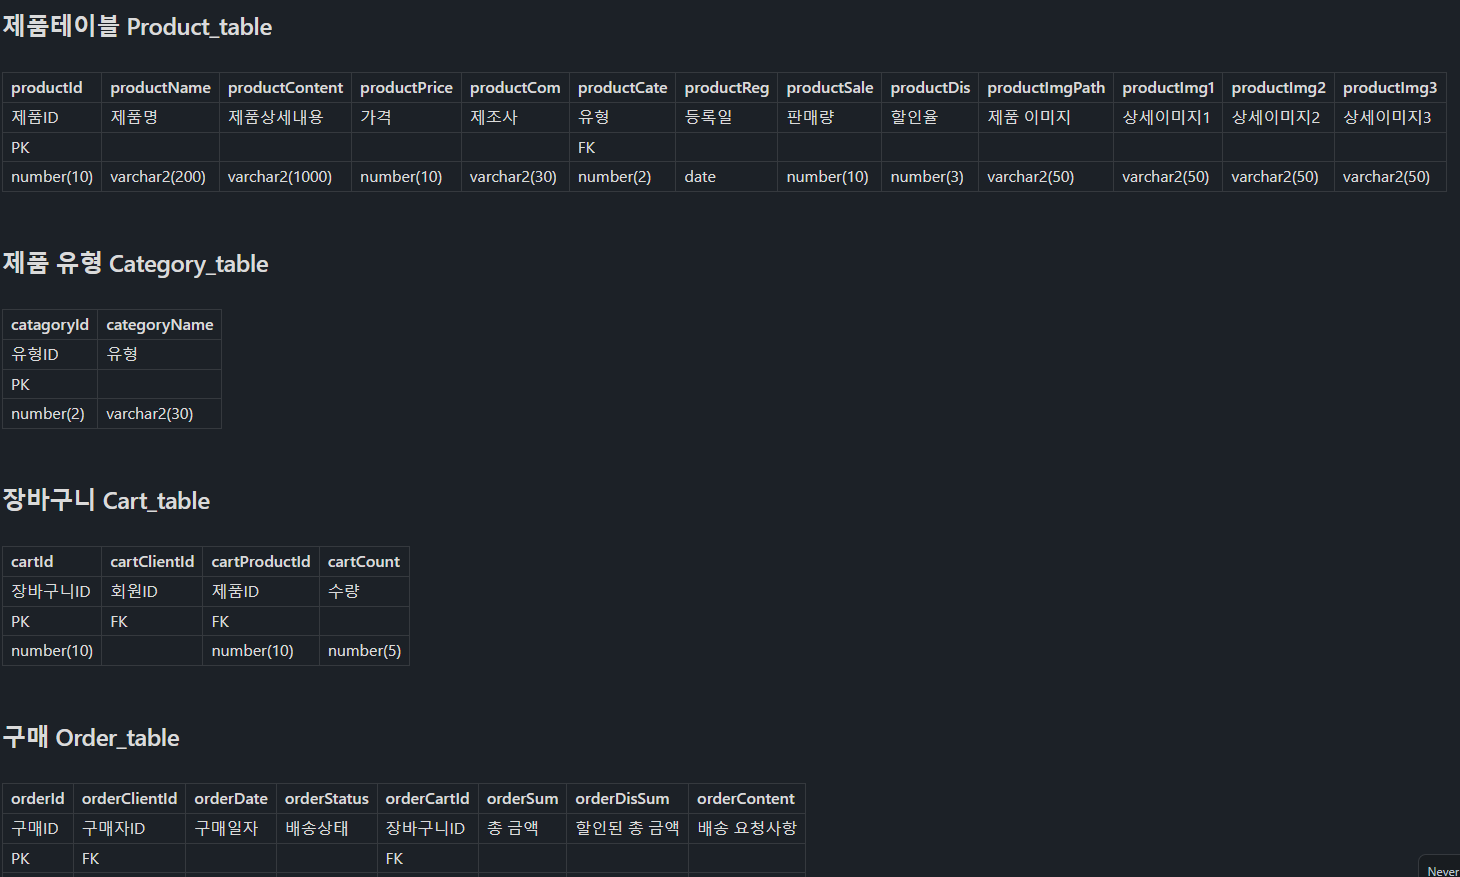 제품테이블 Product_table
productId productName productContent productPrice productCom productCate productReg productSale productDis productImgPath productImg1 productImg2 productImg3
제품ID 제품명 제품상세내용 가격 제조사 유형 등록일 판매량 할인율 제품 이미지 상세이미지1 상세이미지2 상세이미지3
PK FK
number(10) varchar2(200) varchar2(1000) number(10) varchar2(30) number(2) date number(10) number(3) varchar2(50) varchar2(50) varchar2(50) varchar2(50)
제품 유형 Category_table
catagoryId categoryName
유형ID 유형
PK
number(2) varchar2(30)
장바구니 Cart_table
cartId cartClientId cartProductId cartCount
장바구니ID 회원ID 제품ID 수량
PK FK FK
number(10) number(10) number(5)
구매 Order_table
orderId orderClientId orderDate orderStatus orderCartId orderSum orderDisSum orderContent
구매ID 구매자ID 구매일자 배송상태 장바구니ID 총 금액 할인된 총 금액 배송 요청사항
PK FK FK
Never